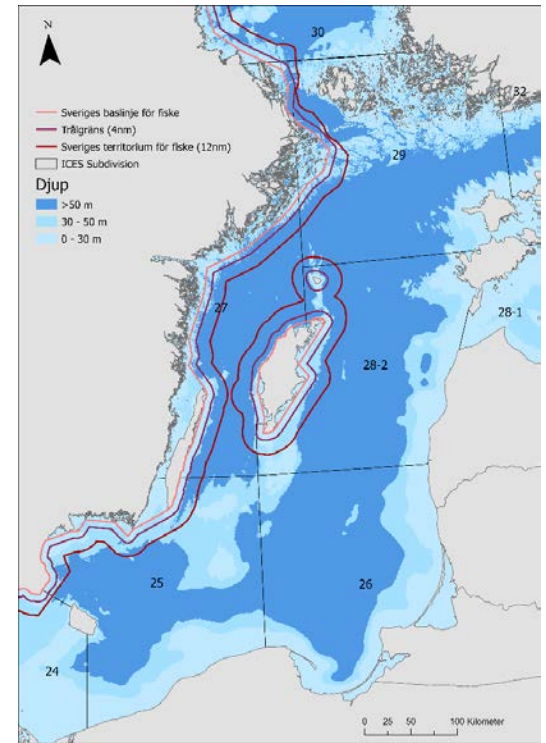 30
N
32
Sveriges baslinje för fiske
Trålgräns (4nm)
Sveriges territorium för fiske (12nm)
29
ICES Subdivision
Djup
>50 m
30 - 50 m
0 - 30 m
27
28-1
28-2
25
26
24
0 25 50 100 Kilometer